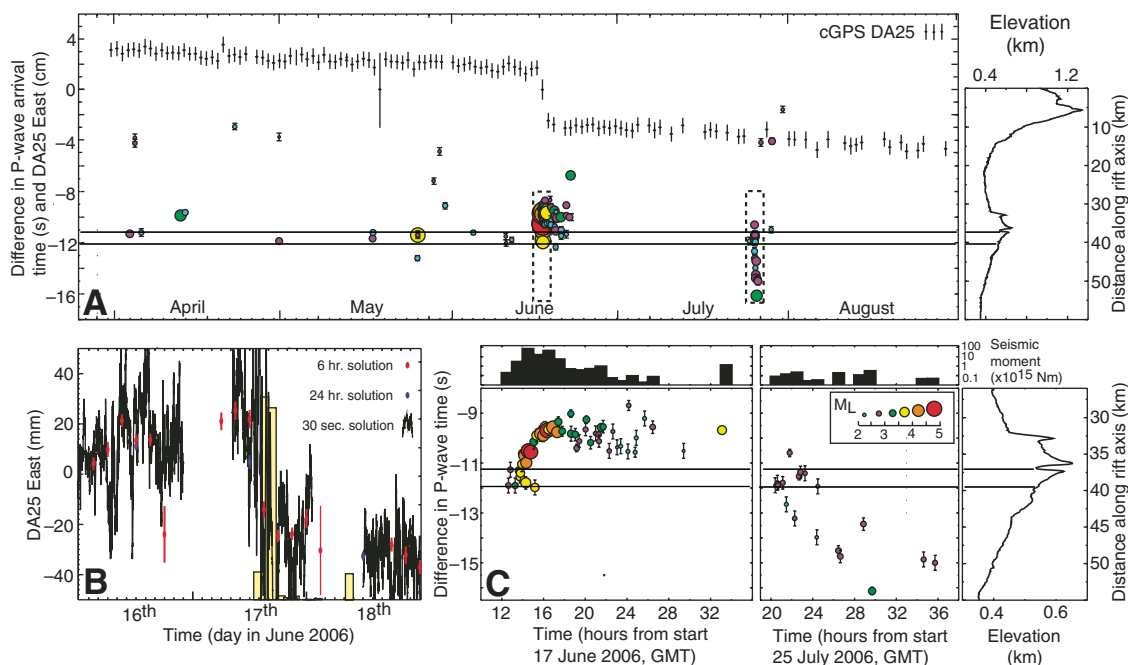 A
cGPS DA25
Difference in P-wave arrival
time (s) and DA25 East (cm)
4
0
−4
−8
−12
−16
April
May
June
July
August
Elevation
(km)
0.4
1.2
10
20
30
40
50
Distance along rift axis (km)
B
6 hr. solution
24 hr. solution
30 sec. solution
DA25 East (mm)
40
20
0
−20
−40
16th
17th
18th
Time (day in June 2006)
C
Difference in P-wave time (s)
−9
−11
−13
−15
12
16
20
24
28
32
Time (hours from start
17 June 2006, GMT)
100
10
1
0.1
Seismic
moment
(x1015 Nm)
ML
2
3
4
5
20
24
28
32
36
Time (hours from start
25 July 2006, GMT)
30
35
40
45
50
Distance along rift axis (km)
0.4
0.6
Elevation
(km)